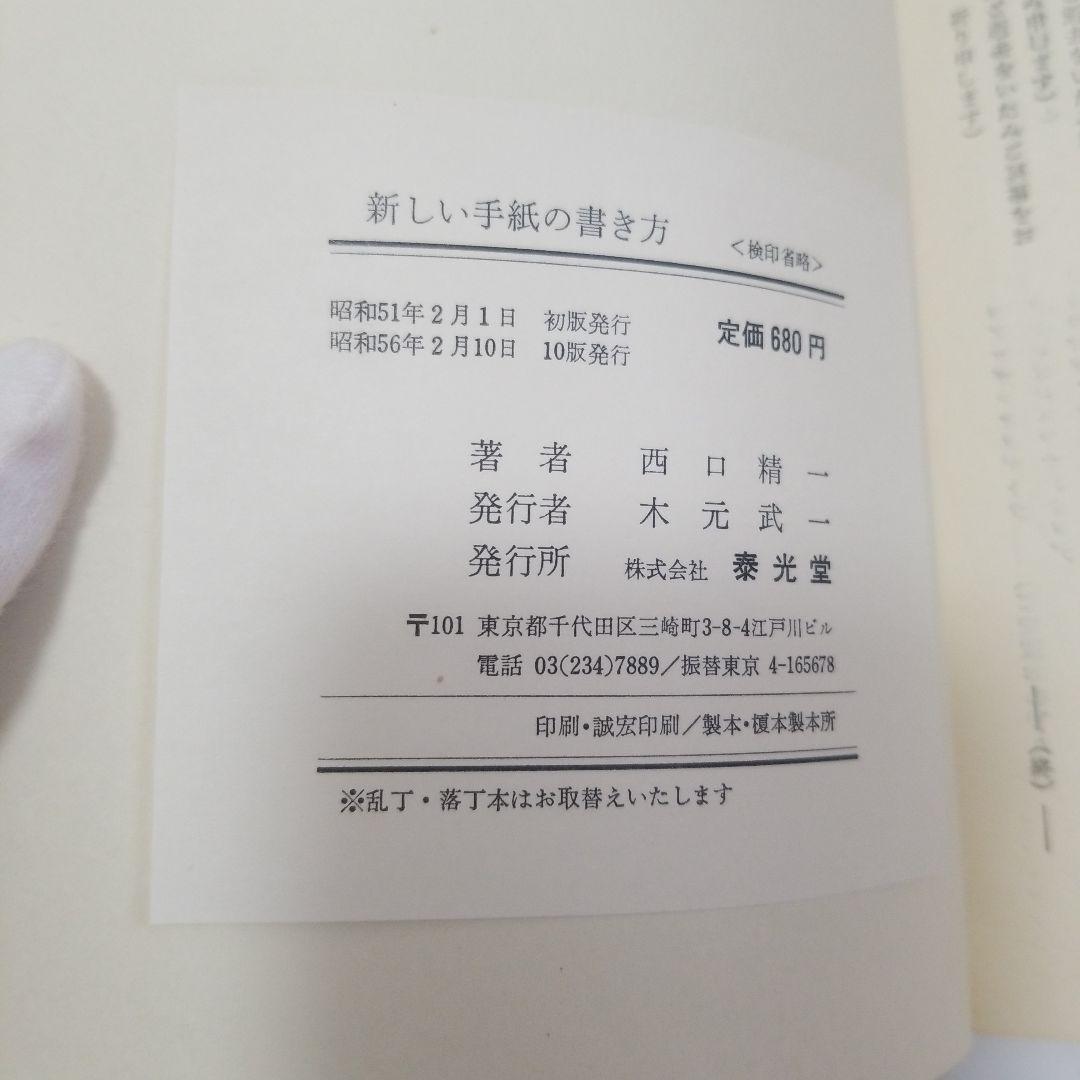 新しい手紙の書き方
<検印省略>
昭和51年2月1日 初版発行
昭和56年2月10日 10版発行
定価680円
著者 西口精一
発行者 木元武一
発行所 株式会社 泰光堂
〒101 東京都千代田区三崎町3-8-4江戸川ビル
電話 03(234)7889/振替東京 4-165678
印刷・誠宏印刷/製本・榎本製本所
※乱丁・落丁本はお取替えいたします